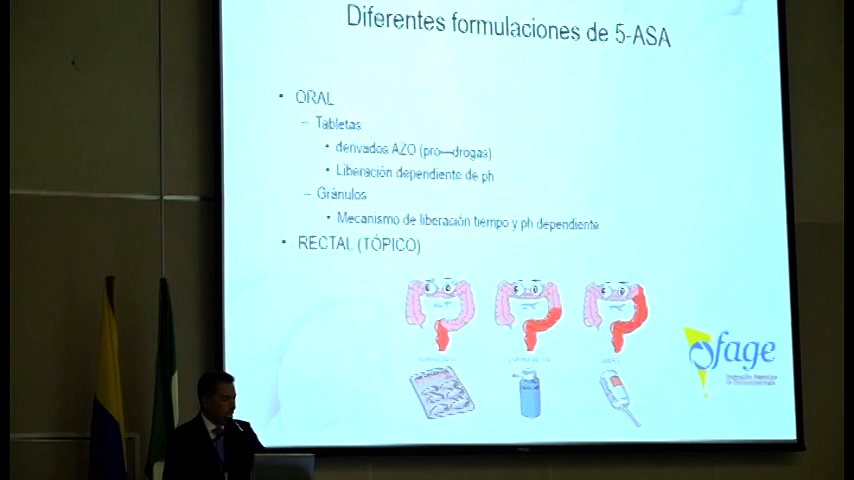 Diferentes formulaciones de 5-ASA
• ORAL
– Tabletas
• derivados AZO (pro—drogas)
• Liberación dependiente de ph
– Gránulos
• Mecanismo de liberación tiempo y ph dependiente
• RECTAL (TÓPICO)
fage